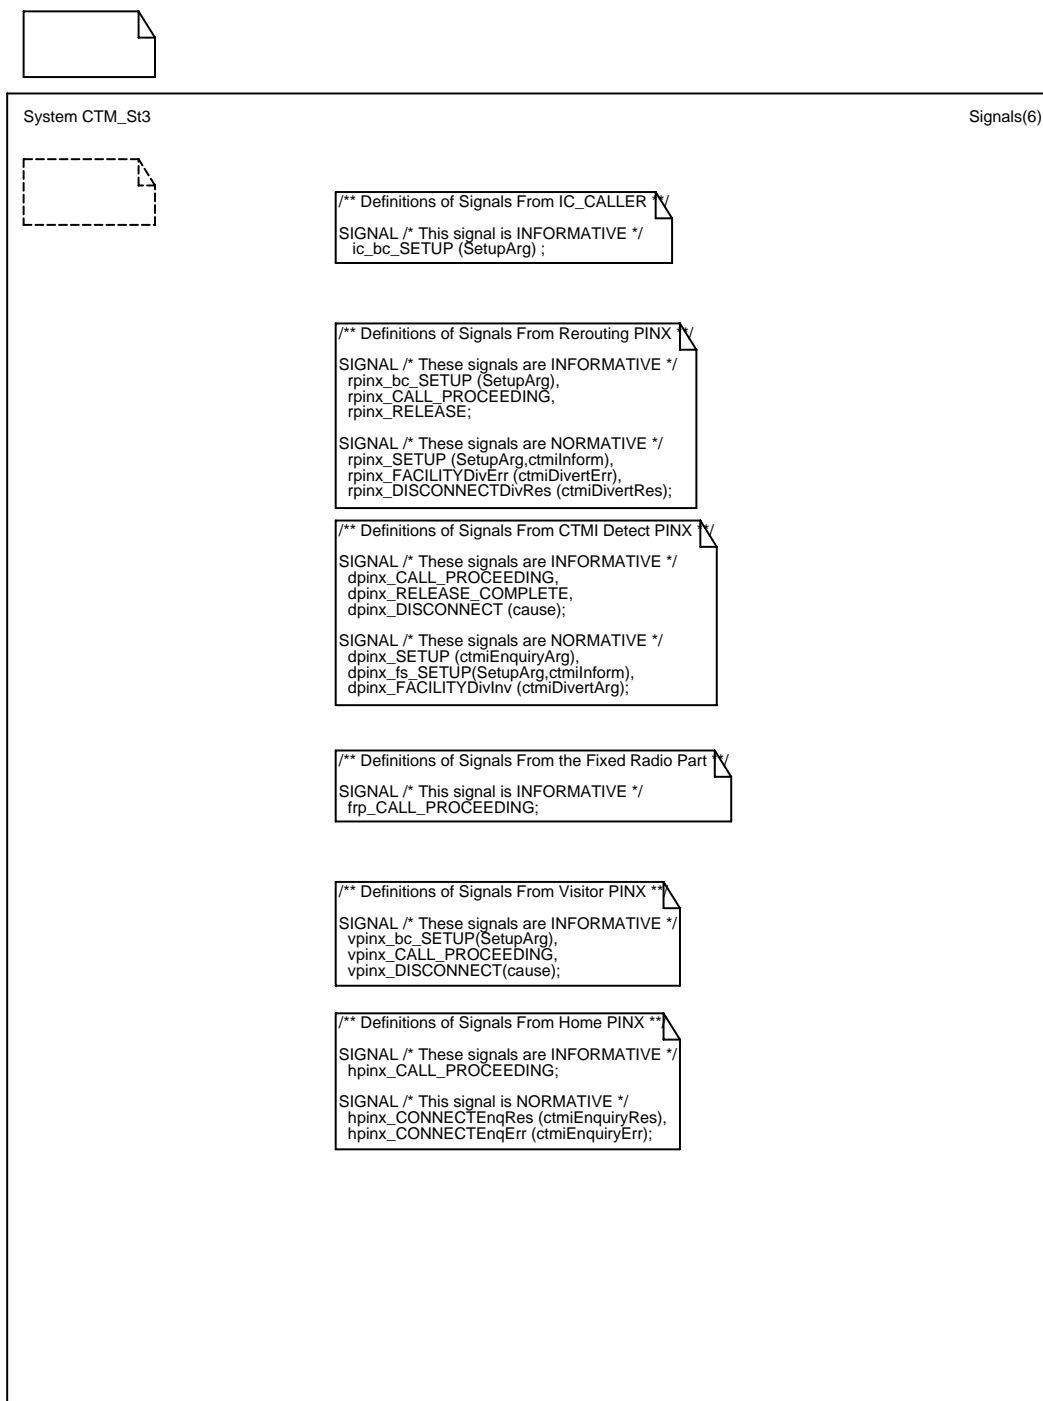 System CTM_St3
Signals(6)
/** Definitions of Signals From IC_CALLER **/
SIGNAL /* This signal is INFORMATIVE */
ic_bc_SETUP (SetupArg) ;
/** Definitions of Signals From Rerouting PINX **/
SIGNAL /* These signals are INFORMATIVE */
rpinx_bc_SETUP (SetupArg),
rpinx_CALL_PROCEEDING,
rpinx_RELEASE;
SIGNAL /* These signals are NORMATIVE */
rpinx_SETUP (SetupArg,ctmiInform),
rpinx_FACILITYDivErr (ctmiDivertErr),
rpinx_DISCONNECTDivRes (ctmiDivertRes);
/** Definitions of Signals From CTMI Detect PINX **/
SIGNAL /* These signals are INFORMATIVE */
dpinx_CALL_PROCEEDING,
dpinx_RELEASE_COMPLETE,
dpinx_DISCONNECT (cause);
SIGNAL /* These signals are NORMATIVE */
dpinx_SETUP (ctmiEnquiryArg),
dpinx_fs_SETUP(SetupArg,ctmiInform),
dpinx_FACILITYDivInv (ctmiDivertArg);
/** Definitions of Signals From the Fixed Radio Part **/
SIGNAL /* This signal is INFORMATIVE */
frp_CALL_PROCEEDING;
/** Definitions of Signals From Visitor PINX **/
SIGNAL /* These signals are INFORMATIVE */
vpinx_bc_SETUP(SetupArg),
vpinx_CALL_PROCEEDING,
vpinx_DISCONNECT(cause);
/** Definitions of Signals From Home PINX **/
SIGNAL /* These signals are INFORMATIVE */
hpinx_CALL_PROCEEDING;
SIGNAL /* This signal is NORMATIVE */
hpinx_CONNECTEnqRes (ctmiEnquiryRes),
hpinx_CONNECTEnqErr (ctmiEnquiryErr);